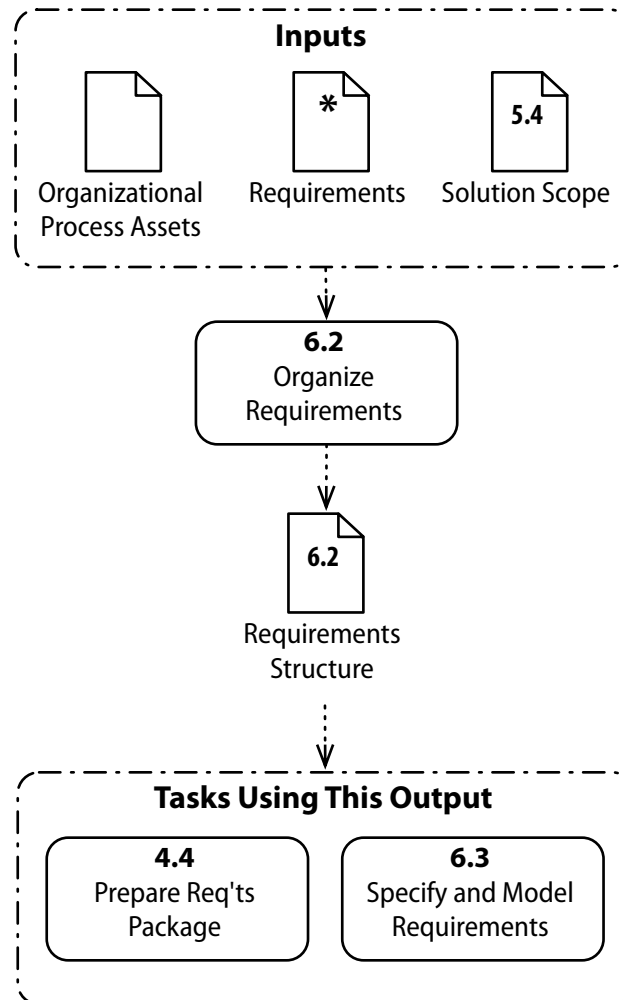 Inputs
*
5.4
Organizational
Process Assets
Requirements
Solution Scope
6.2
Organize
Requirements
6.2
Requirements
Structure
Tasks Using This Output
4.4
Prepare Req'ts
Package
6.3
Specify and Model
Requirements